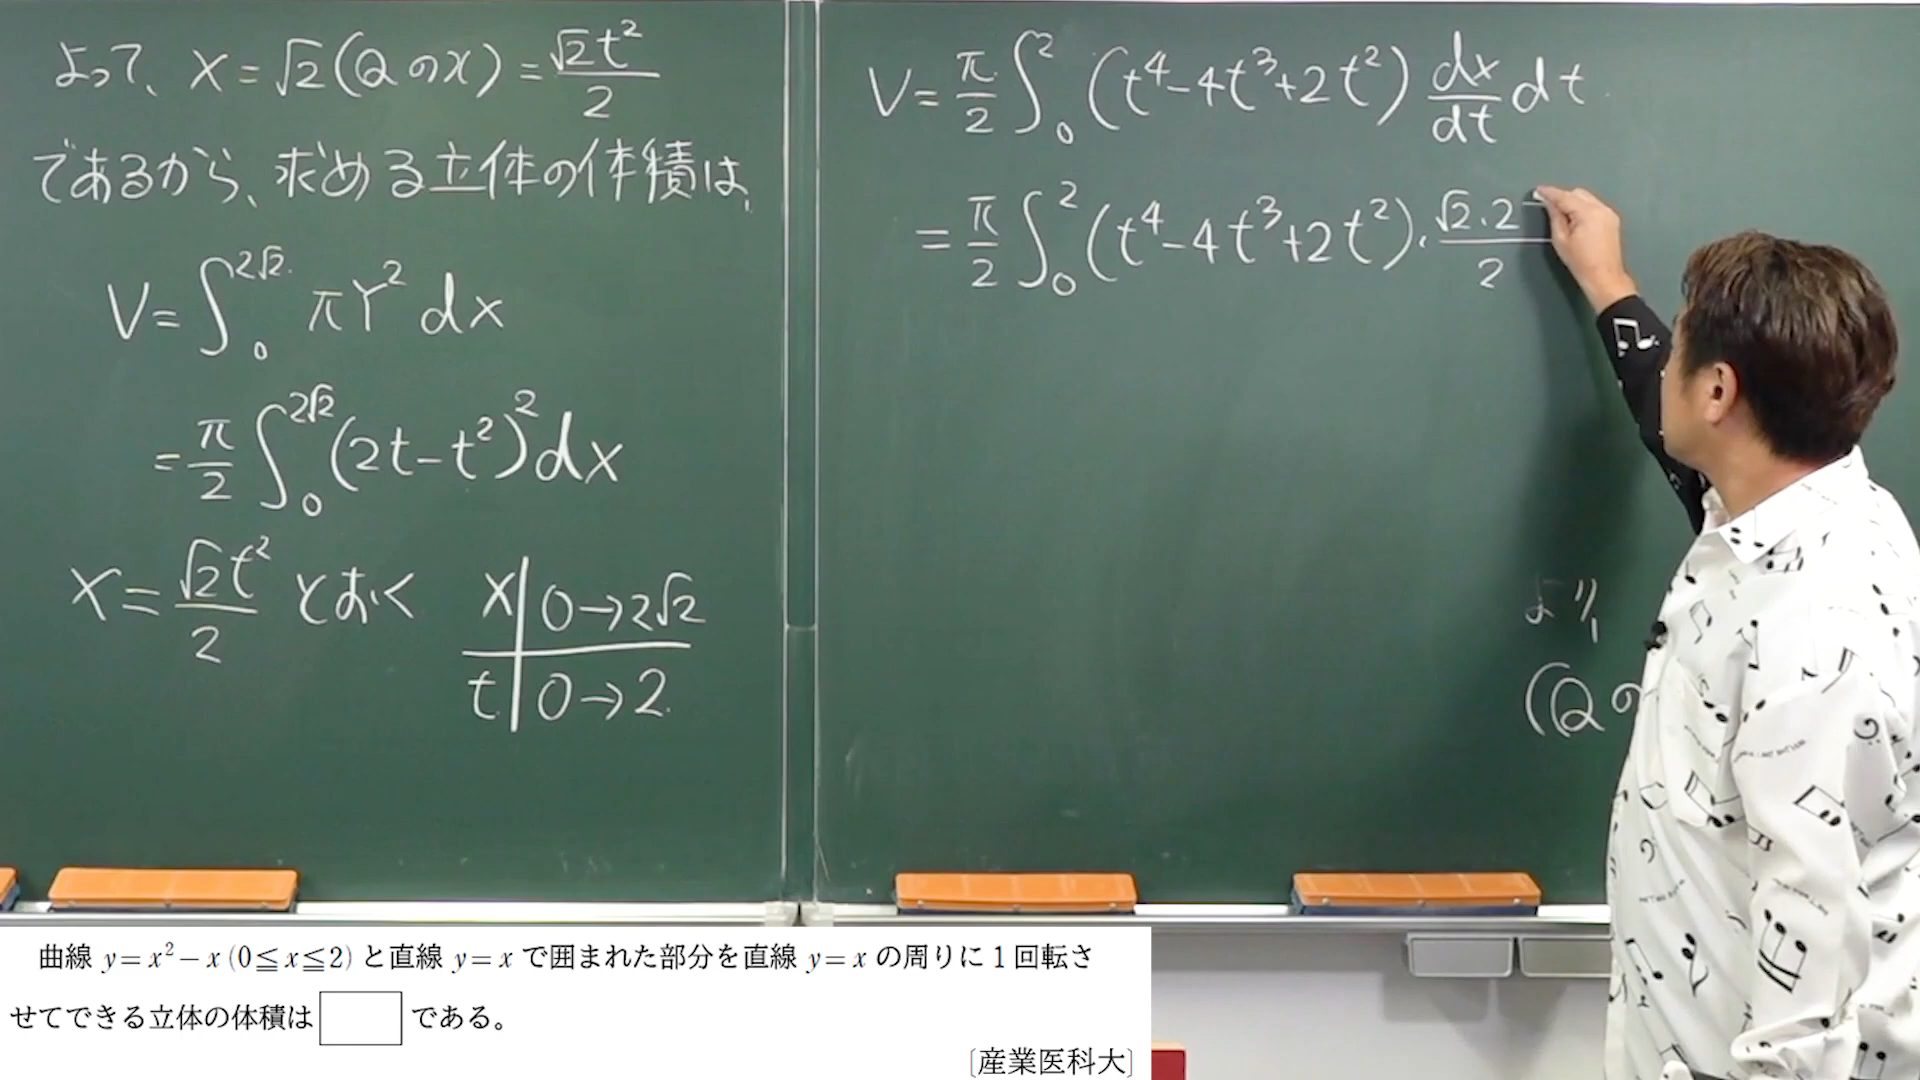 よって、X=√2(Qのx)=√2t²/2
であるから、求める立体の体積は、
V=∫₀^{2√2} πY² dX
=π/2∫₀^{2√2}(2t-t²)²dX
X=√2t²/2 とおく
X|0→2√2
t|0→2
V=π/2∫₀²(t⁴-4t³+2t²)dx/dt dt
=π/2∫₀²(t⁴-4t³+2t²)・√2・2/2
より、
(Qの
曲線 y=x²-x (0≦x≦2) と直線 y=x で囲まれた部分を直線 y=x の周りに 1 回転さ
せてできる立体の体積は□である。
[産業医科大]